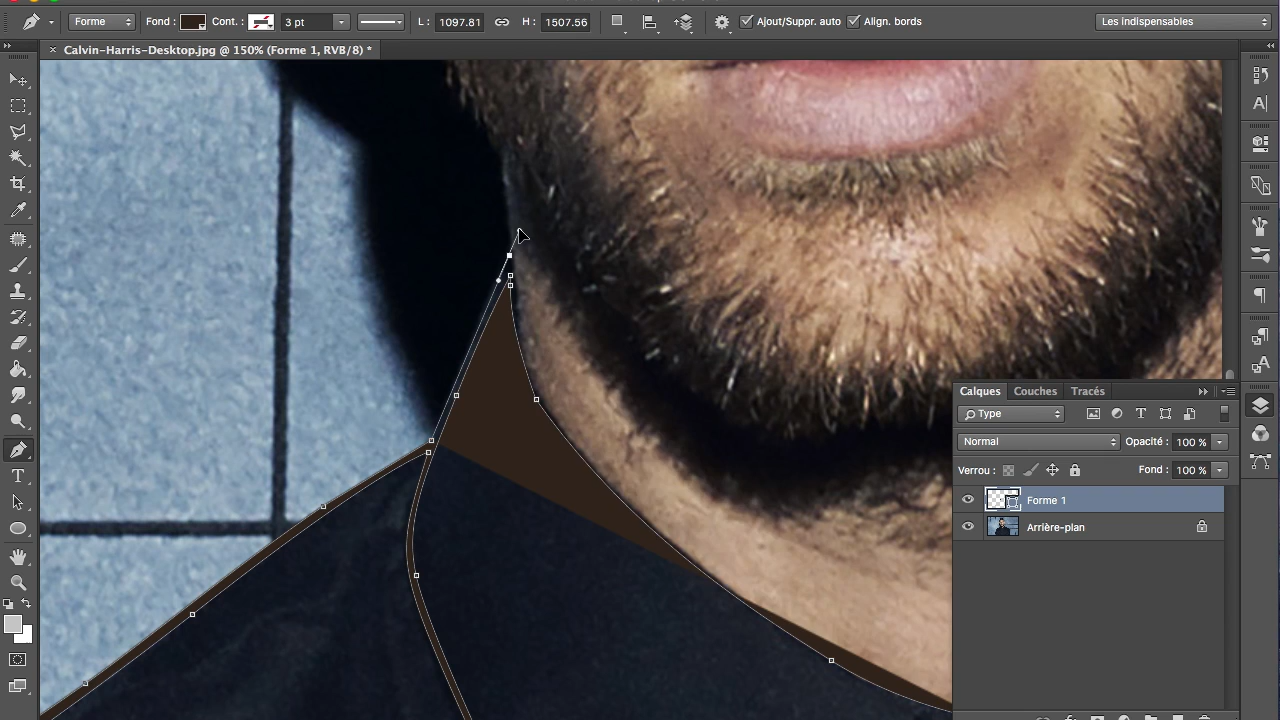 Forme
Fond :
Cont. :
3 pt
L :
1097.81
H :
1507.56
Ajout/Suppr. auto
Align. bords
Les indispensables
× Calvin-Harris-Desktop.jpg @ 150% (Forme 1, RVB/8) *
Calques
Couches
Tracés
Type
Normal
Opacité :
100 %
Verrou :
Fond :
100 %
Forme 1
Arrière-plan